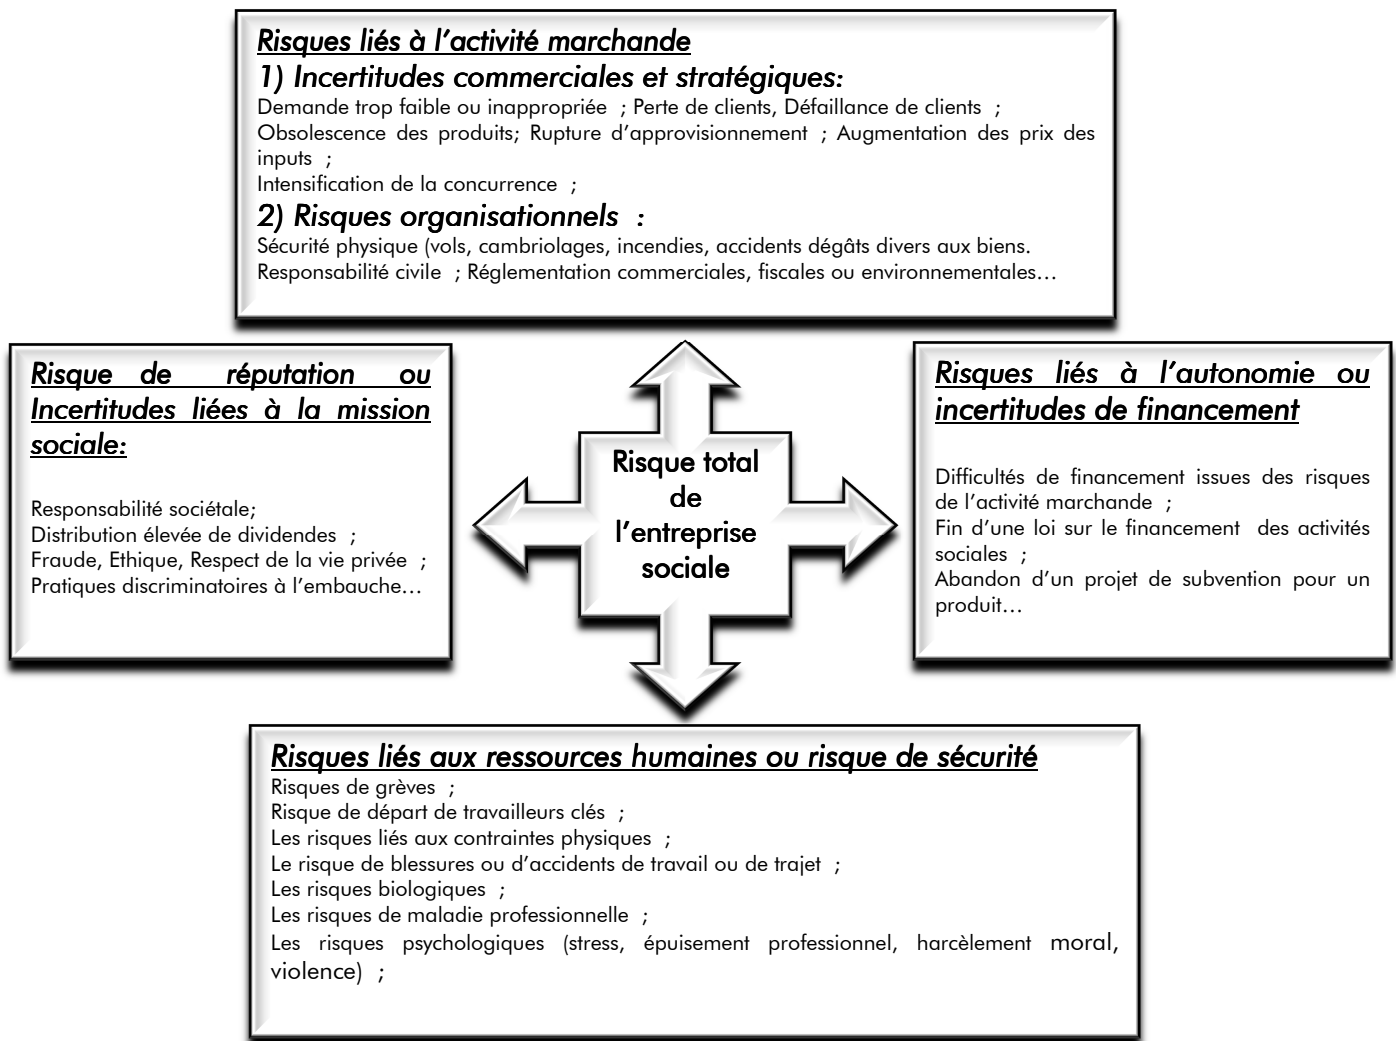 Risques liés à l’activité marchande
1) Incertitudes commerciales et stratégiques:
Demande trop faible ou inappropriée ; Perte de clients, Défaillance de clients ;
Obsolescence des produits; Rupture d’approvisionnement ; Augmentation des prix des
inputs ;
Intensification de la concurrence ;
2) Risques organisationnels :
Sécurité physique (vols, cambriolages, incendies, accidents dégâts divers aux biens.
Responsabilité civile ; Réglementation commerciales, fiscales ou environnementales…
Risque de réputation ou
Incertitudes liées à la mission
sociale:
Responsabilité sociétale;
Distribution élevée de dividendes ;
Fraude, Ethique, Respect de la vie privée ;
Pratiques discriminatoires à l’embauche…
Risque total
de
l’entreprise
sociale
Risques liés à l’autonomie ou
incertitudes de financement
Difficultés de financement issues des risques
de l’activité marchande ;
Fin d’une loi sur le financement des activités
sociales ;
Abandon d’un projet de subvention pour un
produit…
Risques liés aux ressources humaines ou risque de sécurité
Risques de grèves ;
Risque de départ de travailleurs clés ;
Les risques liés aux contraintes physiques ;
Le risque de blessures ou d’accidents de travail ou de trajet ;
Les risques biologiques ;
Les risques de maladie professionnelle ;
Les risques psychologiques (stress, épuisement professionnel, harcèlement moral,
violence) ;